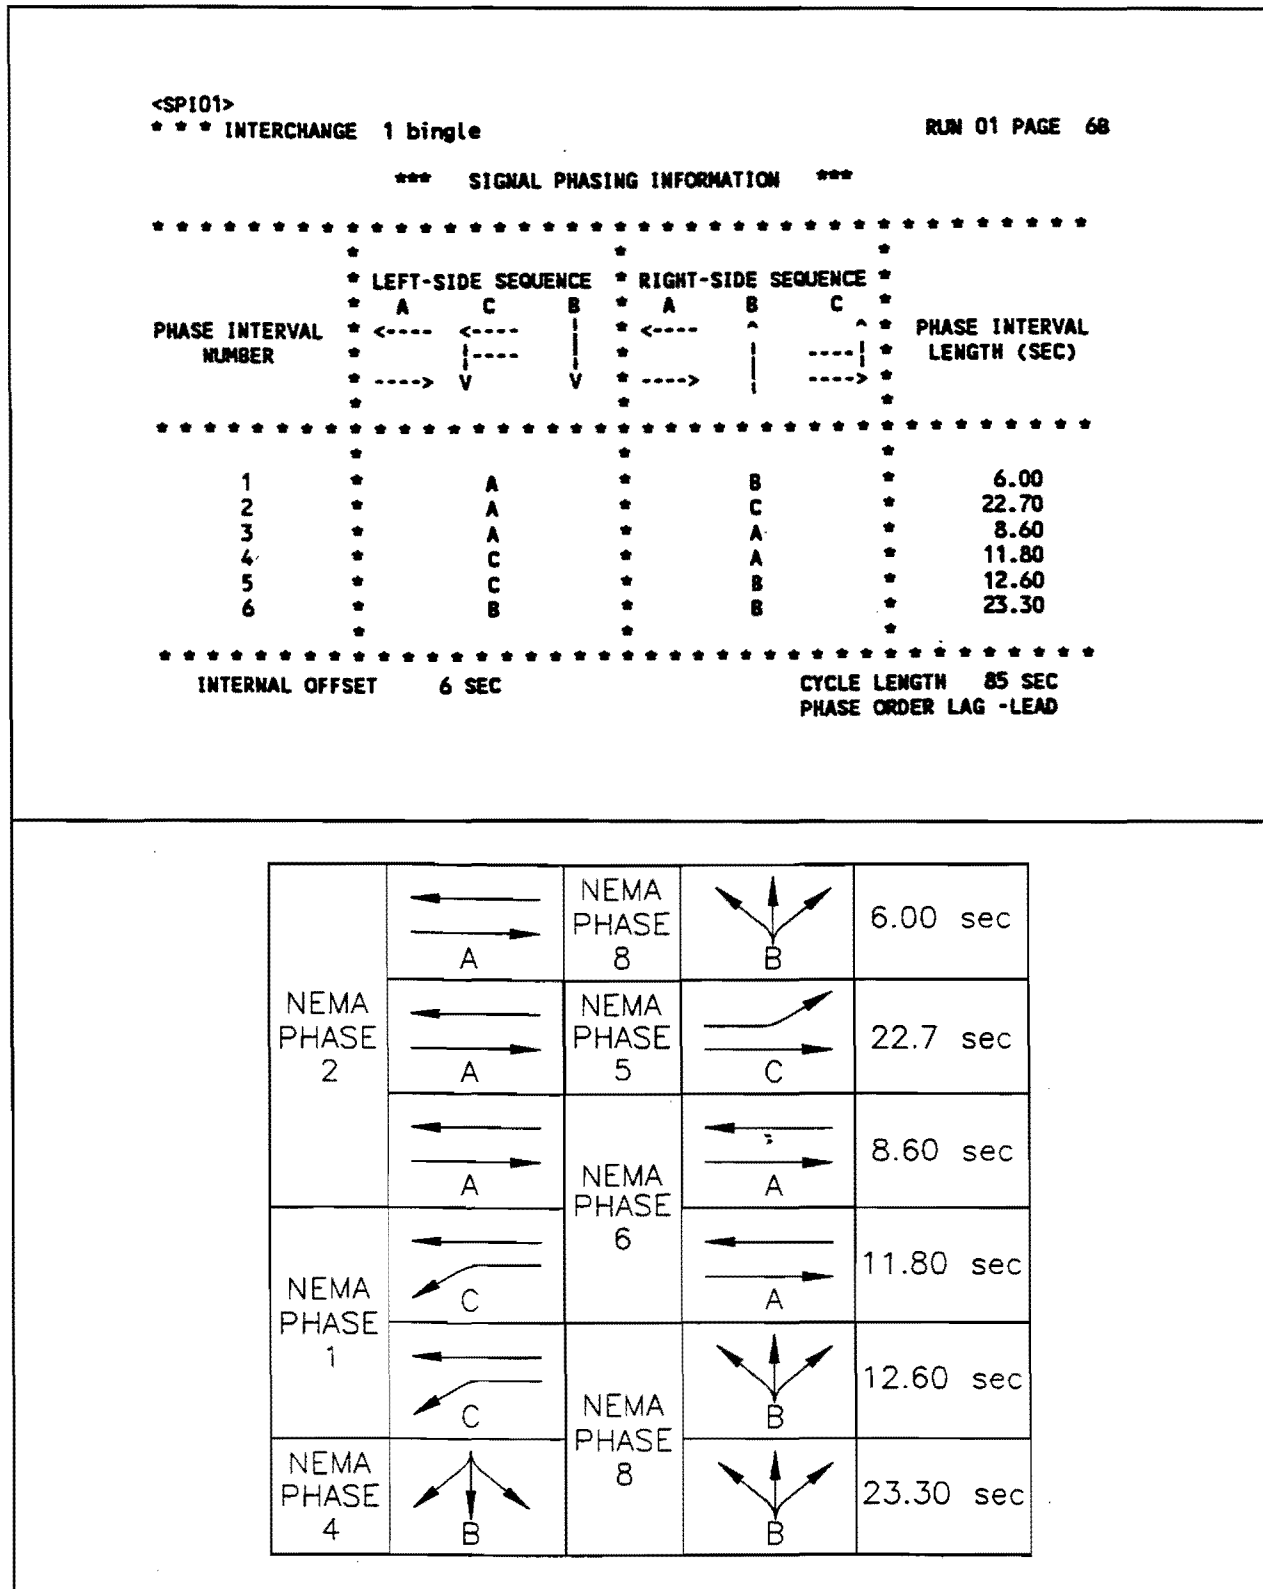 <SPI01>
* * * INTERCHANGE 1 bingle RUN 01 PAGE 6B
*** SIGNAL PHASING INFORMATION ***
LEFT-SIDE SEQUENCE * RIGHT-SIDE SEQUENCE *
A C B * A B C *
PHASE INTERVAL NUMBER
PHASE INTERVAL LENGTH (SEC)
1 * A * B * 6.00
2 * A * C * 22.70
3 * A * A * 8.60
4 * C * A * 11.80
5 * C * B * 12.60
6 * B * B * 23.30
INTERNAL OFFSET 6 SEC CYCLE LENGTH 85 SEC
PHASE ORDER LAG -LEAD
NEMA PHASE 2
A
NEMA PHASE 8
B
6.00 sec
A
NEMA PHASE 5
C
22.7 sec
A
NEMA PHASE 6
A
8.60 sec
NEMA PHASE 1
C
A
11.80 sec
C
NEMA PHASE 8
B
12.60 sec
NEMA PHASE 4
B
B
23.30 sec